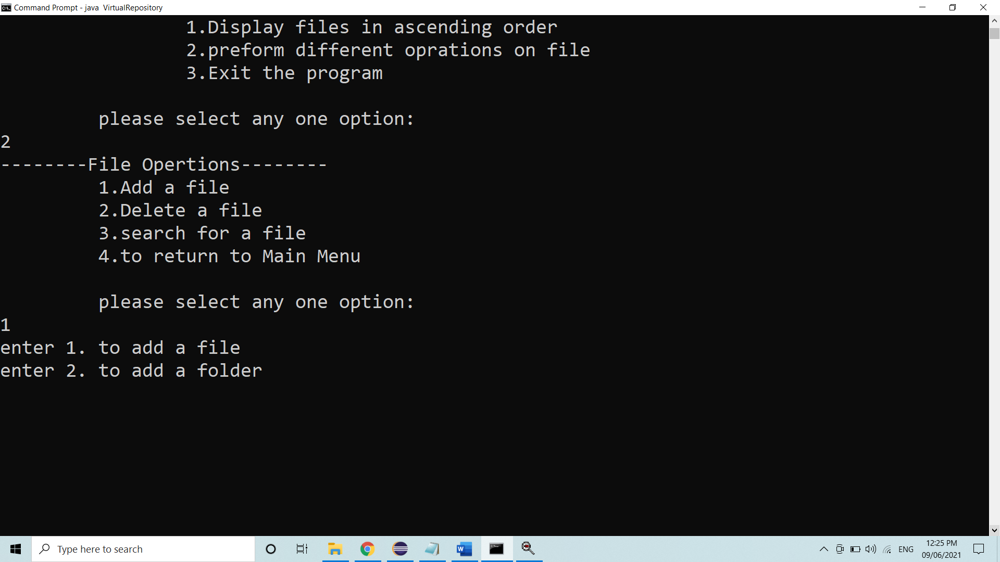 Command Prompt - java  VirtualRepository
1.Display files in ascending order
2.preform different oprations on file
3.Exit the program
please select any one option:
2
--------File Opertions--------
1.Add a file
2.Delete a file
3.search for a file
4.to return to Main Menu
please select any one option:
1
enter 1. to add a file
enter 2. to add a folder
Type here to search
ENG
12:25 PM
09/06/2021